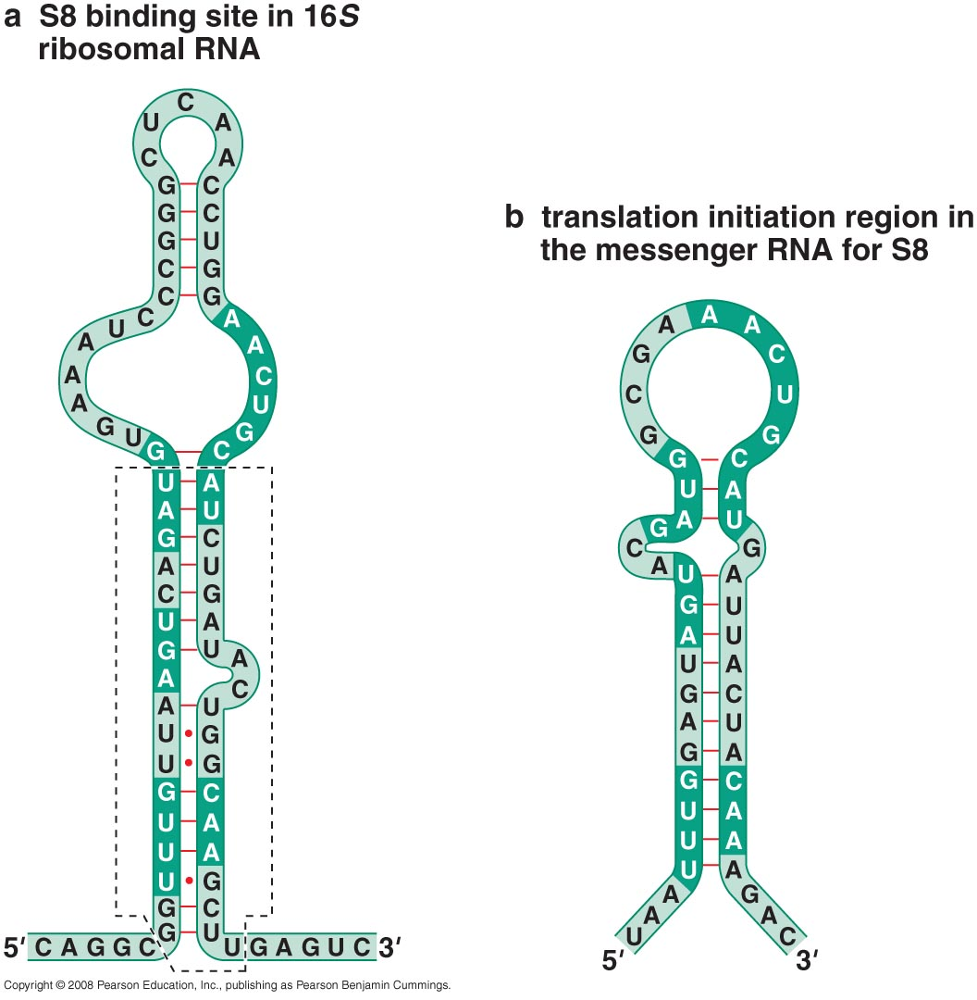 a S8 binding site in 16S
ribosomal RNA
5′ C A G G C G G U U U G U U A A G U C A G A U G U G A A A U C C C G G G C U C A A C C U G G A A C U G C A U C U G A U A C U G G C A A G C U U G A G U C 3′
b translation initiation region in
the messenger RNA for S8
5′ U A A U U U G G A G U A G U A C G A U G G C G A A A C U G C A U G A U U A C U A C A A A G A C 3′
Copyright © 2008 Pearson Education, Inc., publishing as Pearson Benjamin Cummings.